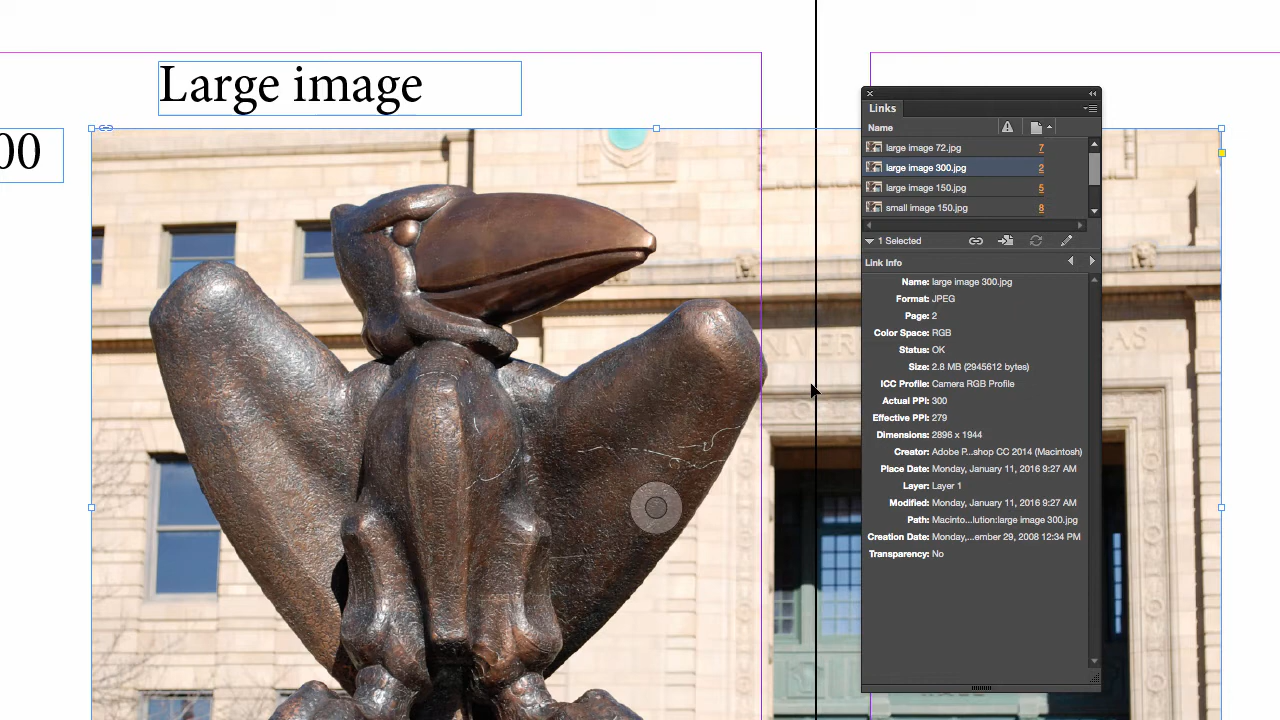 Large image
00
Links
Name
large image 72.jpg 7
large image 300.jpg 2
large image 150.jpg 5
small image 150.jpg 8
1 Selected
Link Info
Name: large image 300.jpg
Format: JPEG
Page: 2
Color Space: RGB
Status: OK
Size: 2.8 MB (2945612 bytes)
ICC Profile: Camera RGB Profile
Actual PPI: 300
Effective PPI: 279
Dimensions: 2896 x 1944
Creator: Adobe P...shop CC 2014 (Macintosh)
Place Date: Monday, January 11, 2016 9:27 AM
Layer: Layer 1
Modified: Monday, January 11, 2016 9:27 AM
Path: Macinto...lution:large image 300.jpg
Creation Date: Monday,...ember 29, 2008 12:34 PM
Transparency: No